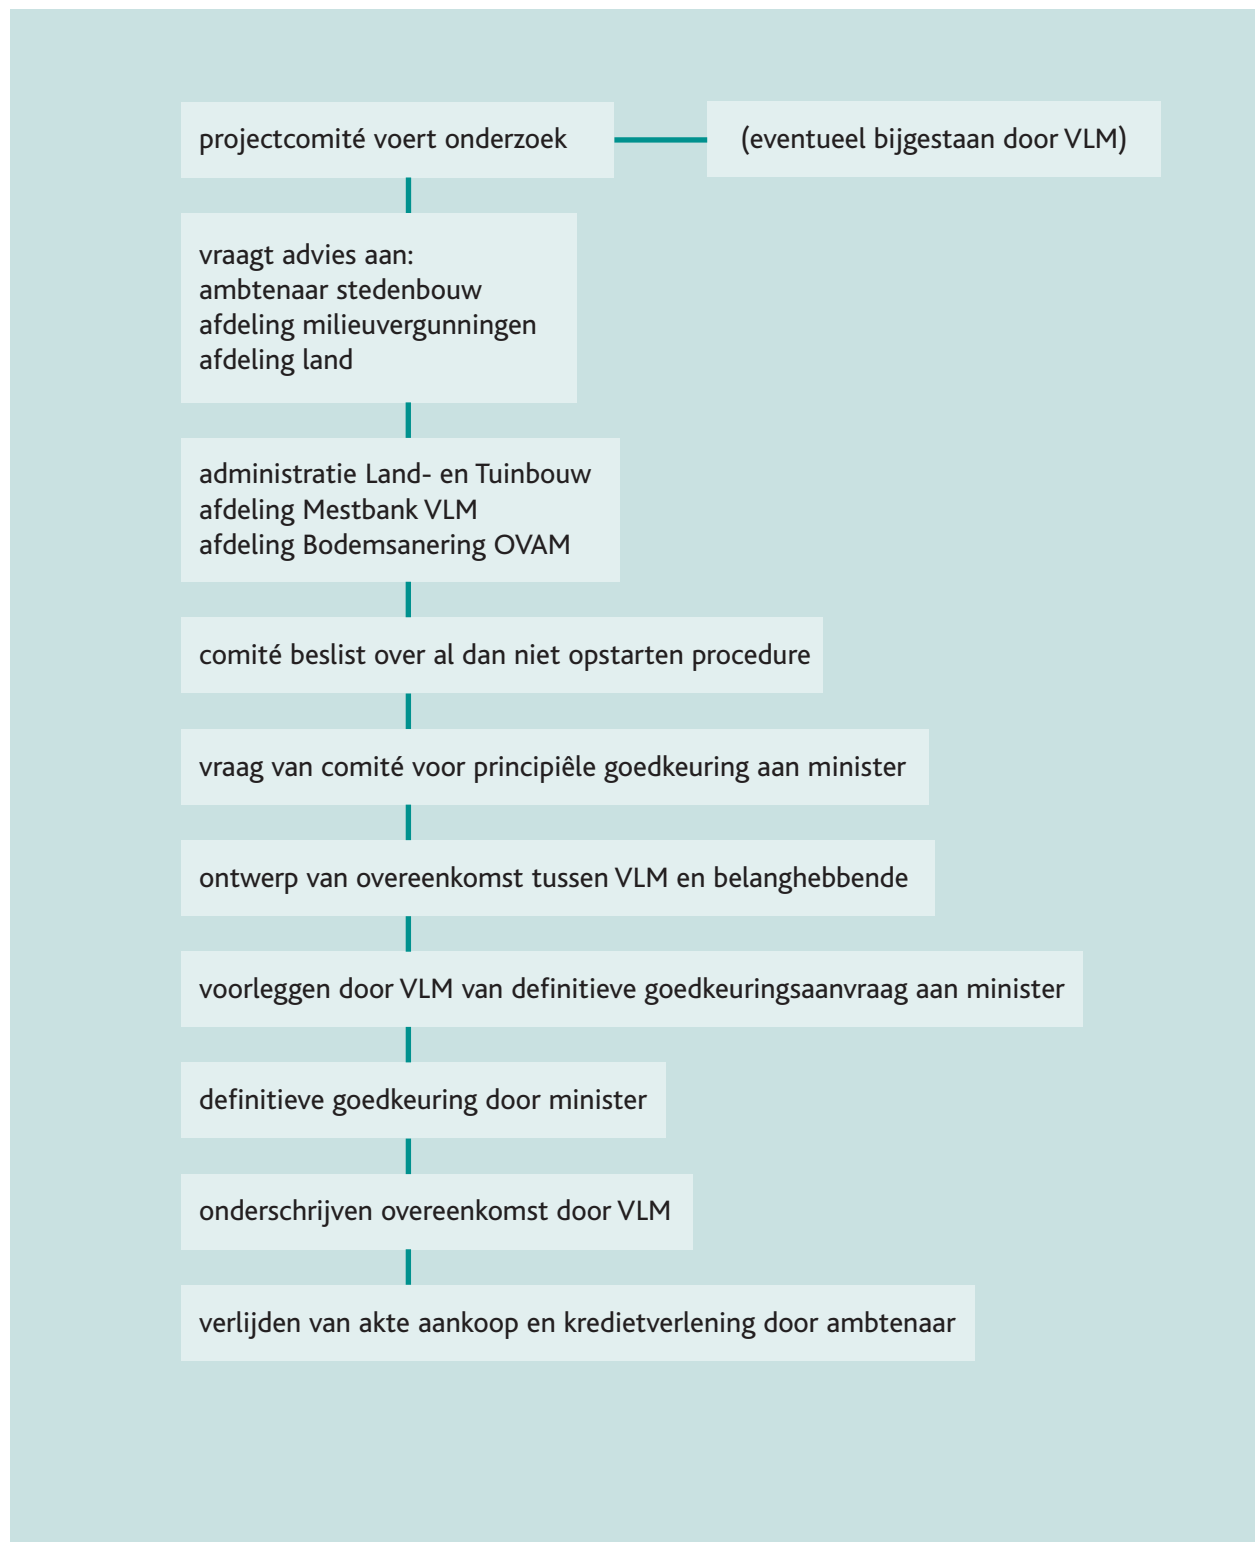 projectcomité voert onderzoek
(eventueel bijgestaan door VLM)
vraagt advies aan:
ambtenaar stedenbouw
afdeling milieuvergunningen
afdeling land
administratie Land- en Tuinbouw
afdeling Mestbank VLM
afdeling Bodemsanering OVAM
comité beslist over al dan niet opstarten procedure
vraag van comité voor principiêle goedkeuring aan minister
ontwerp van overeenkomst tussen VLM en belanghebbende
voorleggen door VLM van definitieve goedkeuringsaanvraag aan minister
definitieve goedkeuring door minister
onderschrijven overeenkomst door VLM
verlijden van akte aankoop en kredietverlening door ambtenaar